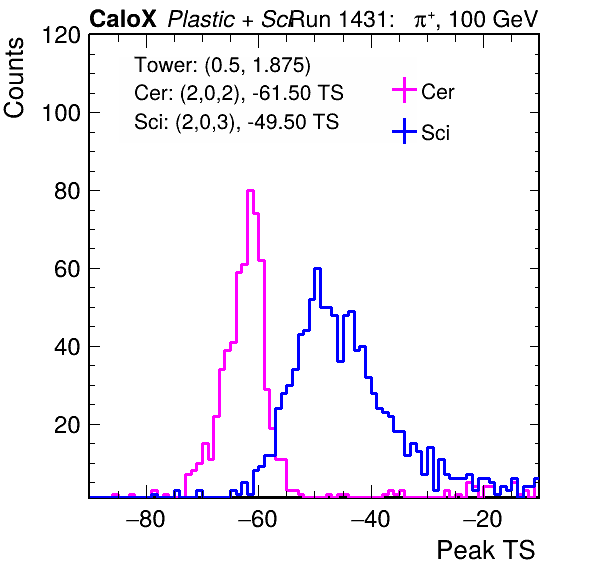 CaloX Plastic + Sci Run 1431: π⁺, 100 GeV
Counts
Tower: (0.5, 1.875)
Cer: (2,0,2), -61.50 TS
Sci: (2,0,3), -49.50 TS
Cer
Sci
120
100
80
60
40
20
−80 −60 −40 −20
Peak TS